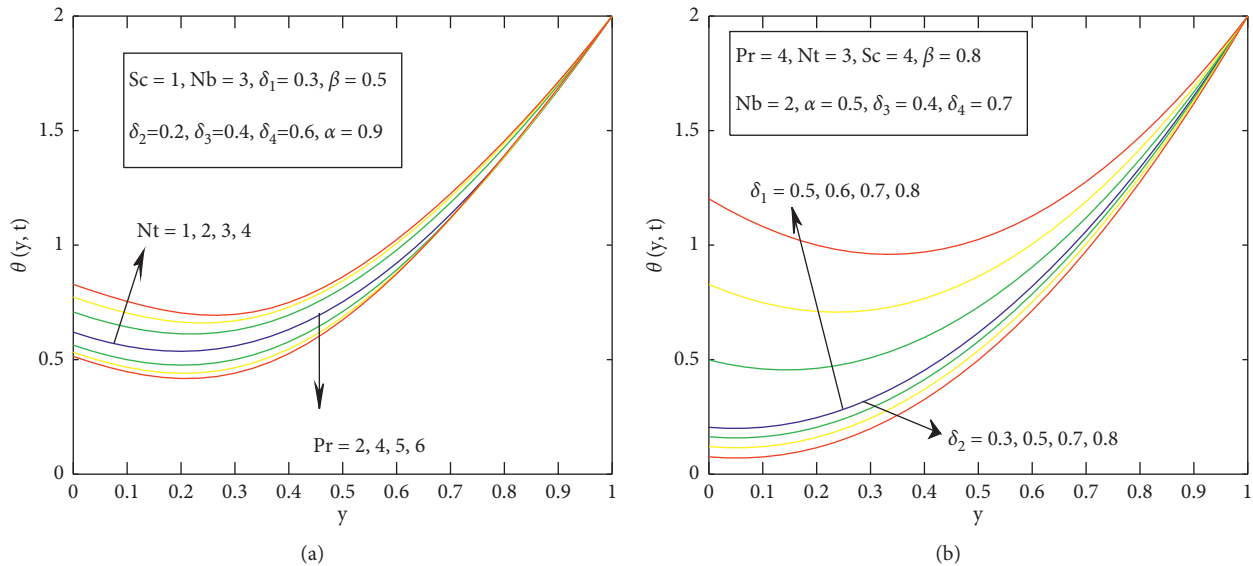 2
1.5
1
0.5
0
θ (y, t)
Sc = 1, Nb = 3, δ₁= 0.3, β = 0.5
δ₂=0.2, δ₃=0.4, δ₄=0.6, α = 0.9
Nt = 1, 2, 3, 4
Pr = 2, 4, 5, 6
0 0.1 0.2 0.3 0.4 0.5 0.6 0.7 0.8 0.9 1
y
(a)
2
1.5
1
0.5
0
θ (y, t)
Pr = 4, Nt = 3, Sc = 4, β = 0.8
Nb = 2, α = 0.5, δ₃ = 0.4, δ₄ = 0.7
δ₁ = 0.5, 0.6, 0.7, 0.8
δ₂ = 0.3, 0.5, 0.7, 0.8
0 0.1 0.2 0.3 0.4 0.5 0.6 0.7 0.8 0.9 1
y
(b)